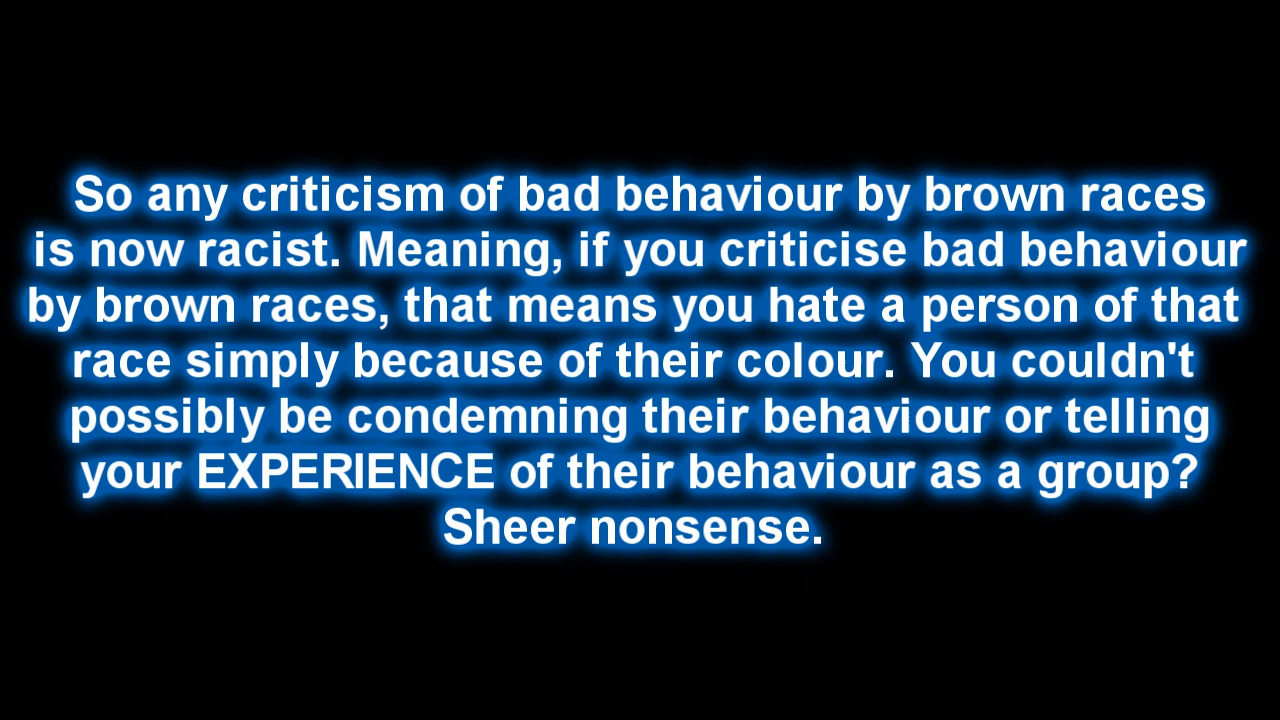 So any criticism of bad behaviour by brown races
is now racist. Meaning, if you criticise bad behaviour
by brown races, that means you hate a person of that
race simply because of their colour. You couldn't
possibly be condemning their behaviour or telling
your EXPERIENCE of their behaviour as a group?
Sheer nonsense.